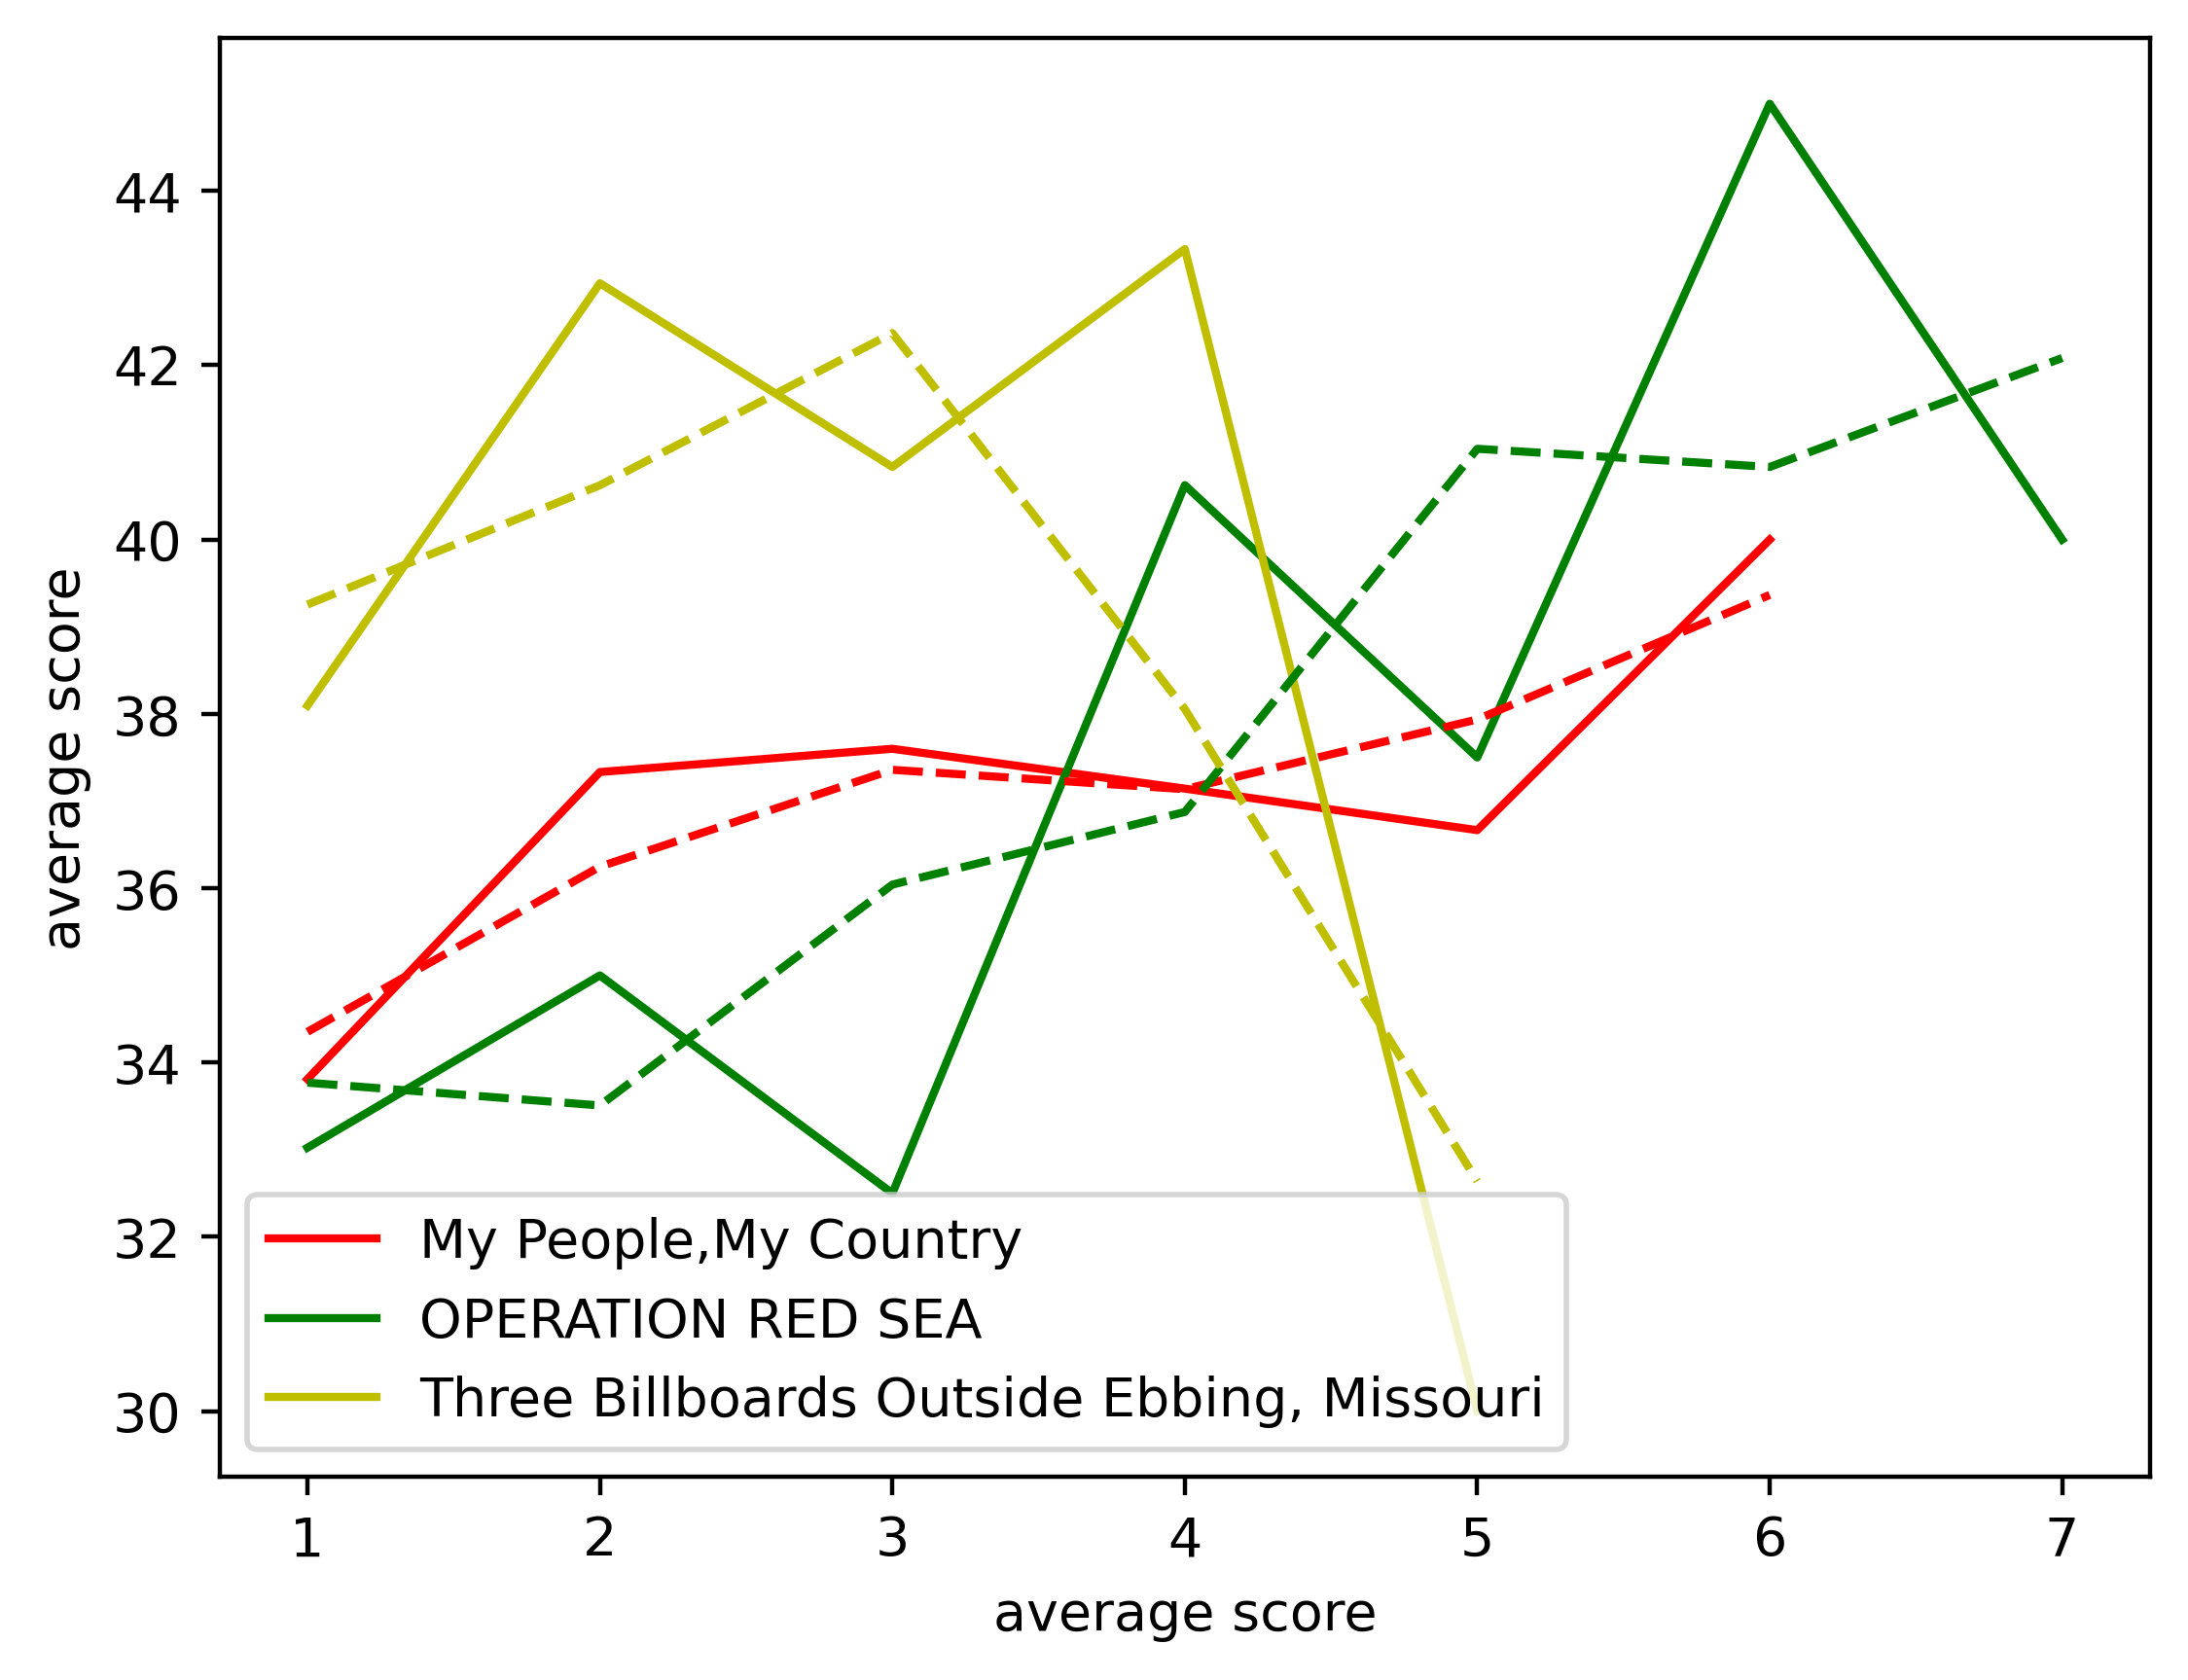 average score
44
42
40
38
36
34
32
30
My People,My Country
OPERATION RED SEA
Three Billboards Outside Ebbing, Missouri
1 2 3 4 5 6 7
average score